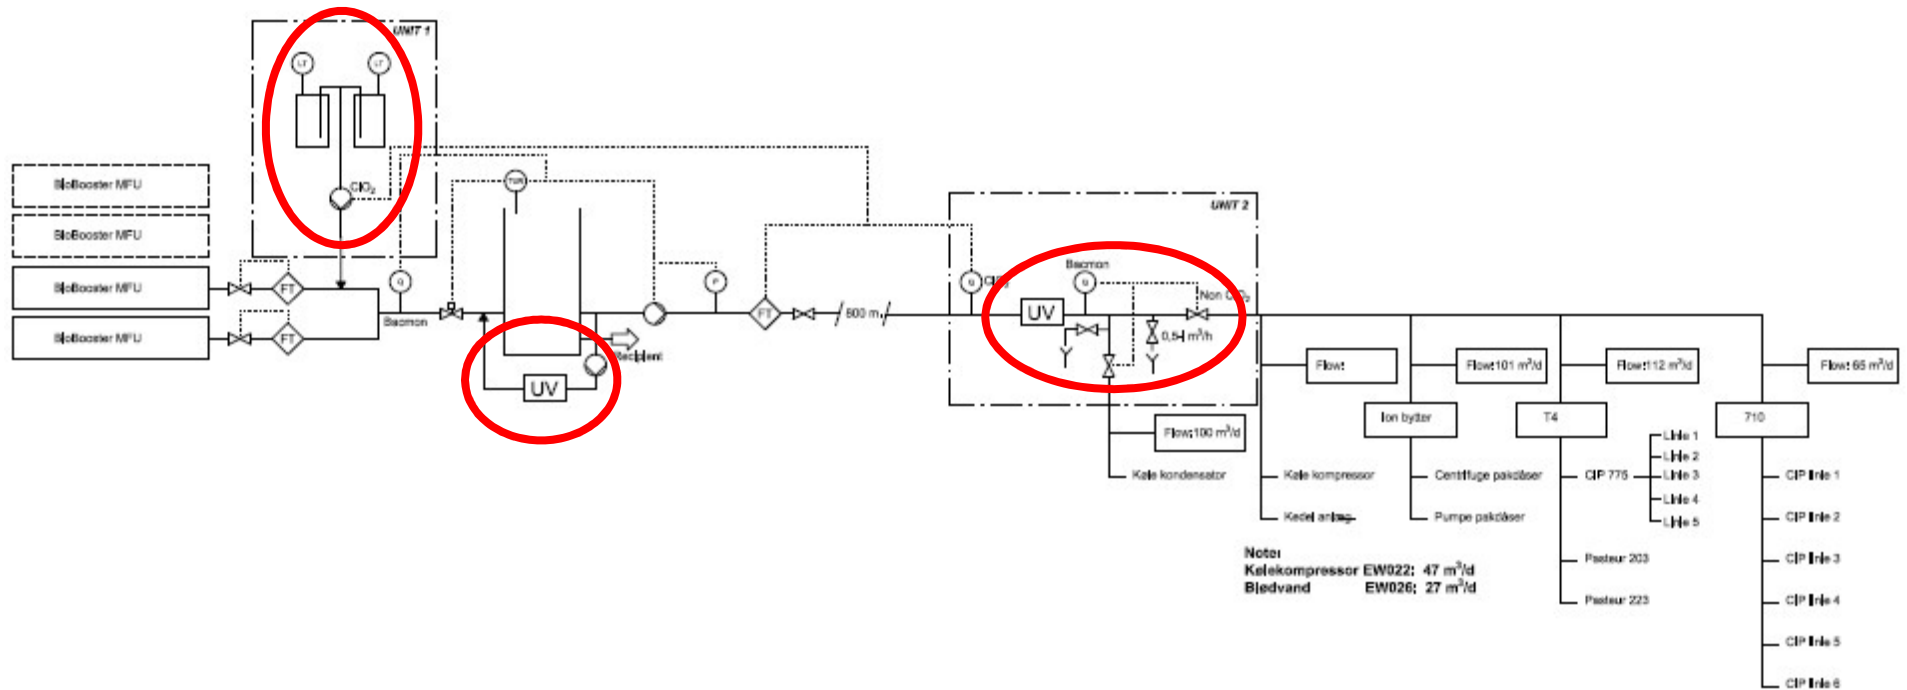 UNIT 1
LT
LT
ClO2
BioBooster MFU
BioBooster MFU
BioBooster MFU
BioBooster MFU
FT
FT
Q
Bacmon
UV
Recipient
P
FT
800 m.
UNIT 2
Q
UV
Bacmon
Q
Non ClO2
0,5-1 m³/h
Flow:100 m³/d
Køle kondensator
Flow:
Køle kompressor
Kedel anlæg
Flow:101 m³/d
Ion bytter
Centrifuge pakdåser
Pumpe pakdåser
Flow:112 m³/d
T4
CIP 775
Linie 1
Linie 2
Linie 3
Linie 4
Linie 5
Pasteur 203
Pasteur 223
Flow: 65 m³/d
710
CIP linie 1
CIP linie 2
CIP linie 3
CIP linie 4
CIP linie 5
CIP linie 6
Note:
Kølekompressor EW022: 47 m³/d
Blødvand EW026: 27 m³/d